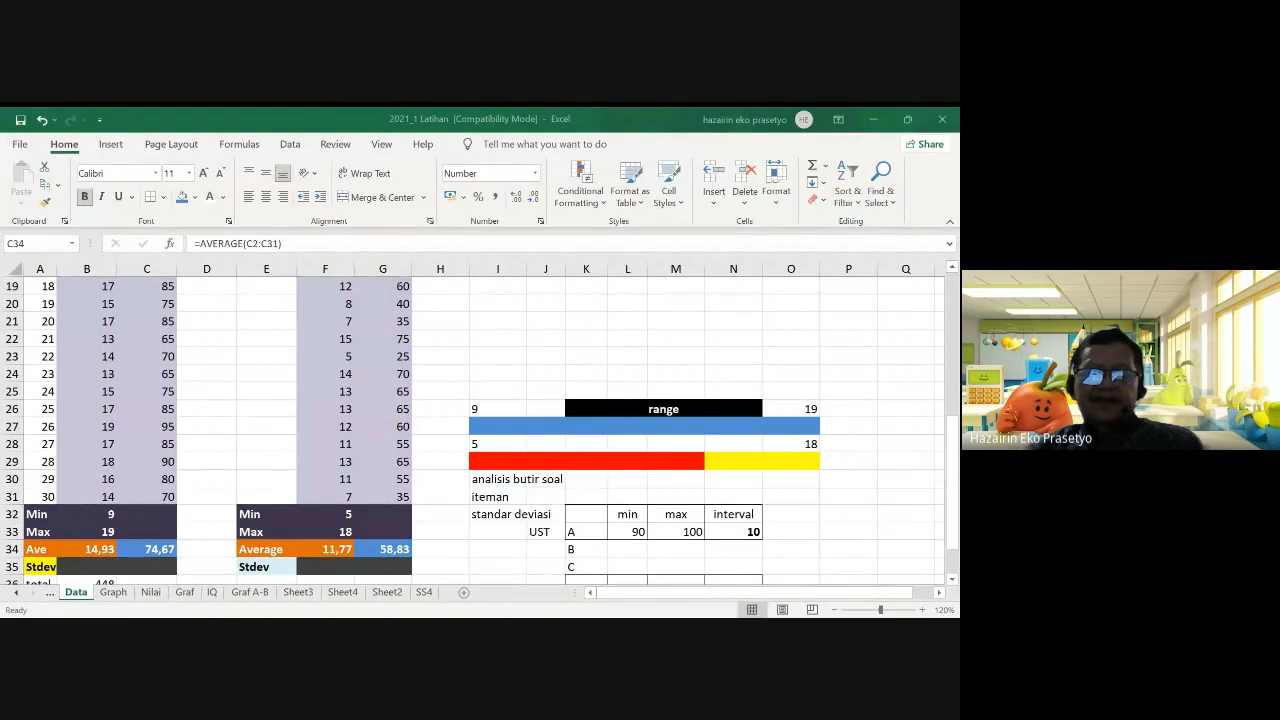 2021_1 Latihan [Compatibility Mode] - Excel
hazairin eko prasetyo HE
File Home Insert Page Layout Formulas Data Review View Help Tell me what you want to do Share
Paste Calibri 11 A A Wrap Text Number Conditional Formatting Format as Table Cell Styles Insert Delete Format Sort & Filter Find & Select
B I U A Merge & Center % ,
Clipboard Font Alignment Number Styles Cells Editing
C34 fx =AVERAGE(C2:C31)
A B C D E F G H I J K L M N O P Q
19 18 17 85 12 60
20 19 15 75 8 40
21 20 17 85 7 35
22 21 13 65 15 75
23 22 14 70 5 25
24 23 13 65 14 70
25 24 15 75 13 65
26 25 17 85 13 65 9 range 19
27 26 19 95 12 60
28 27 17 85 11 55 5 18
29 28 18 90 13 65
30 29 16 80 11 55 analisis butir soal
31 30 14 70 7 35 iteman
32 Min 9 Min 5 standar deviasi min max interval
33 Max 19 Max 18 UST A 90 100 10
34 Ave 14,93 74,67 Average 11,77 58,83 B
35 Stdev Stdev C
36 total 448
... Data Graph Nilai Graf IQ Graf A-B Sheet3 Sheet4 Sheet2 SS4
Ready 120%
Hazairin Eko Prasetyo